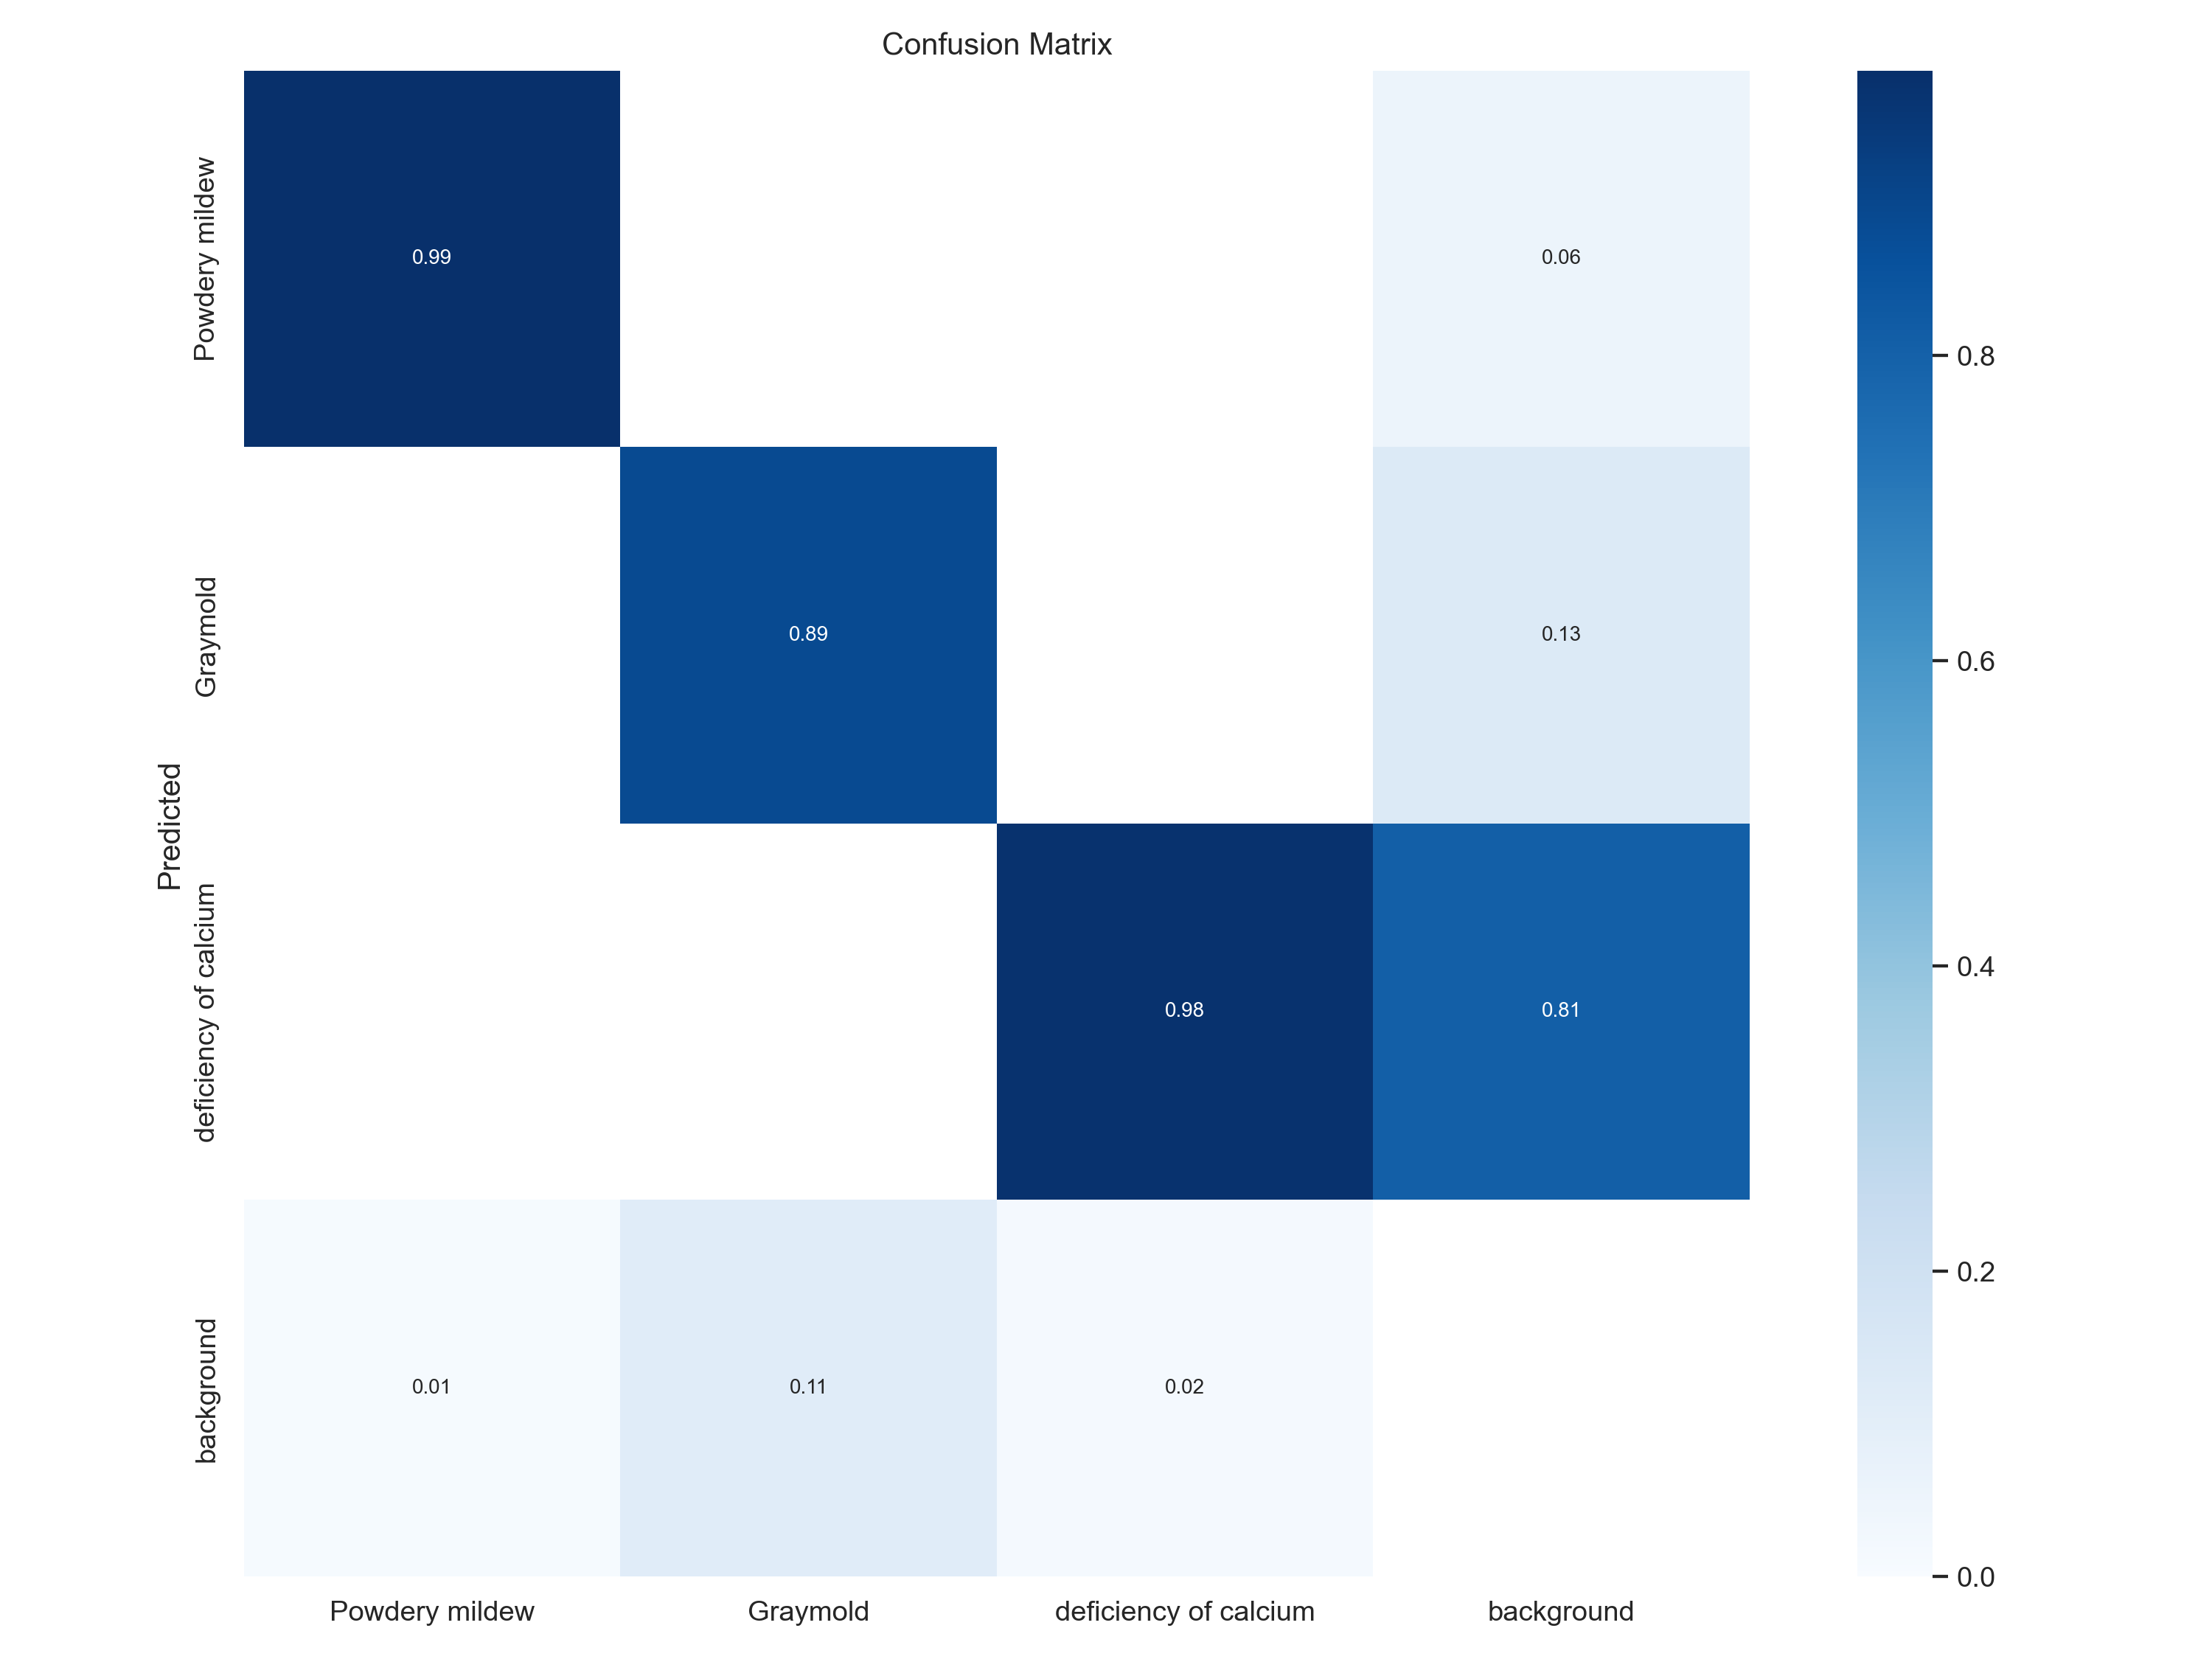 Confusion Matrix
Powdery mildew
0.99
0.06
Graymold
0.89
0.13
Predicted
deficiency of calcium
0.98
0.81
background
0.01
0.11
0.02
Powdery mildew
Graymold
deficiency of calcium
background
0.8
0.6
0.4
0.2
0.0